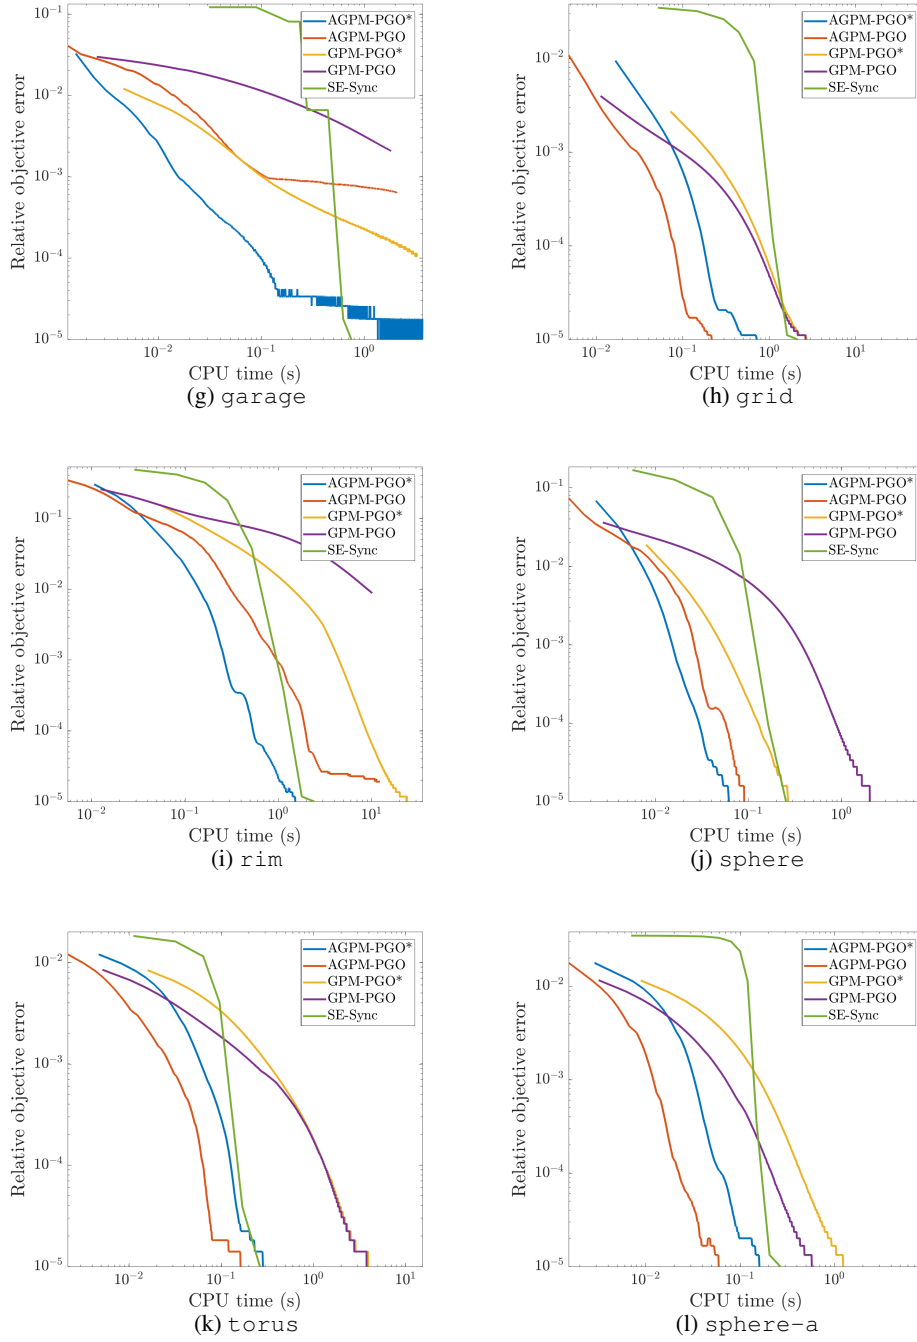 10^-1
10^-2
10^-3
10^-4
10^-5
Relative objective error
AGPM-PGO*
AGPM-PGO
GPM-PGO*
GPM-PGO
SE-Sync
10^-2 10^-1 10^0
CPU time (s)
(g) garage
10^-2
10^-3
10^-4
10^-5
Relative objective error
AGPM-PGO*
AGPM-PGO
GPM-PGO*
GPM-PGO
SE-Sync
10^-2 10^-1 10^0 10^1
CPU time (s)
(h) grid
10^-1
10^-2
10^-3
10^-4
10^-5
Relative objective error
AGPM-PGO*
AGPM-PGO
GPM-PGO*
GPM-PGO
SE-Sync
10^-2 10^-1 10^0 10^1
CPU time (s)
(i) rim
10^-1
10^-2
10^-3
10^-4
10^-5
Relative objective error
AGPM-PGO*
AGPM-PGO
GPM-PGO*
GPM-PGO
SE-Sync
10^-2 10^-1 10^0
CPU time (s)
(j) sphere
10^-2
10^-3
10^-4
10^-5
Relative objective error
AGPM-PGO*
AGPM-PGO
GPM-PGO*
GPM-PGO
SE-Sync
10^-2 10^-1 10^0 10^1
CPU time (s)
(k) torus
10^-2
10^-3
10^-4
10^-5
Relative objective error
AGPM-PGO*
AGPM-PGO
GPM-PGO*
GPM-PGO
SE-Sync
10^-2 10^-1 10^0
CPU time (s)
(l) sphere-a